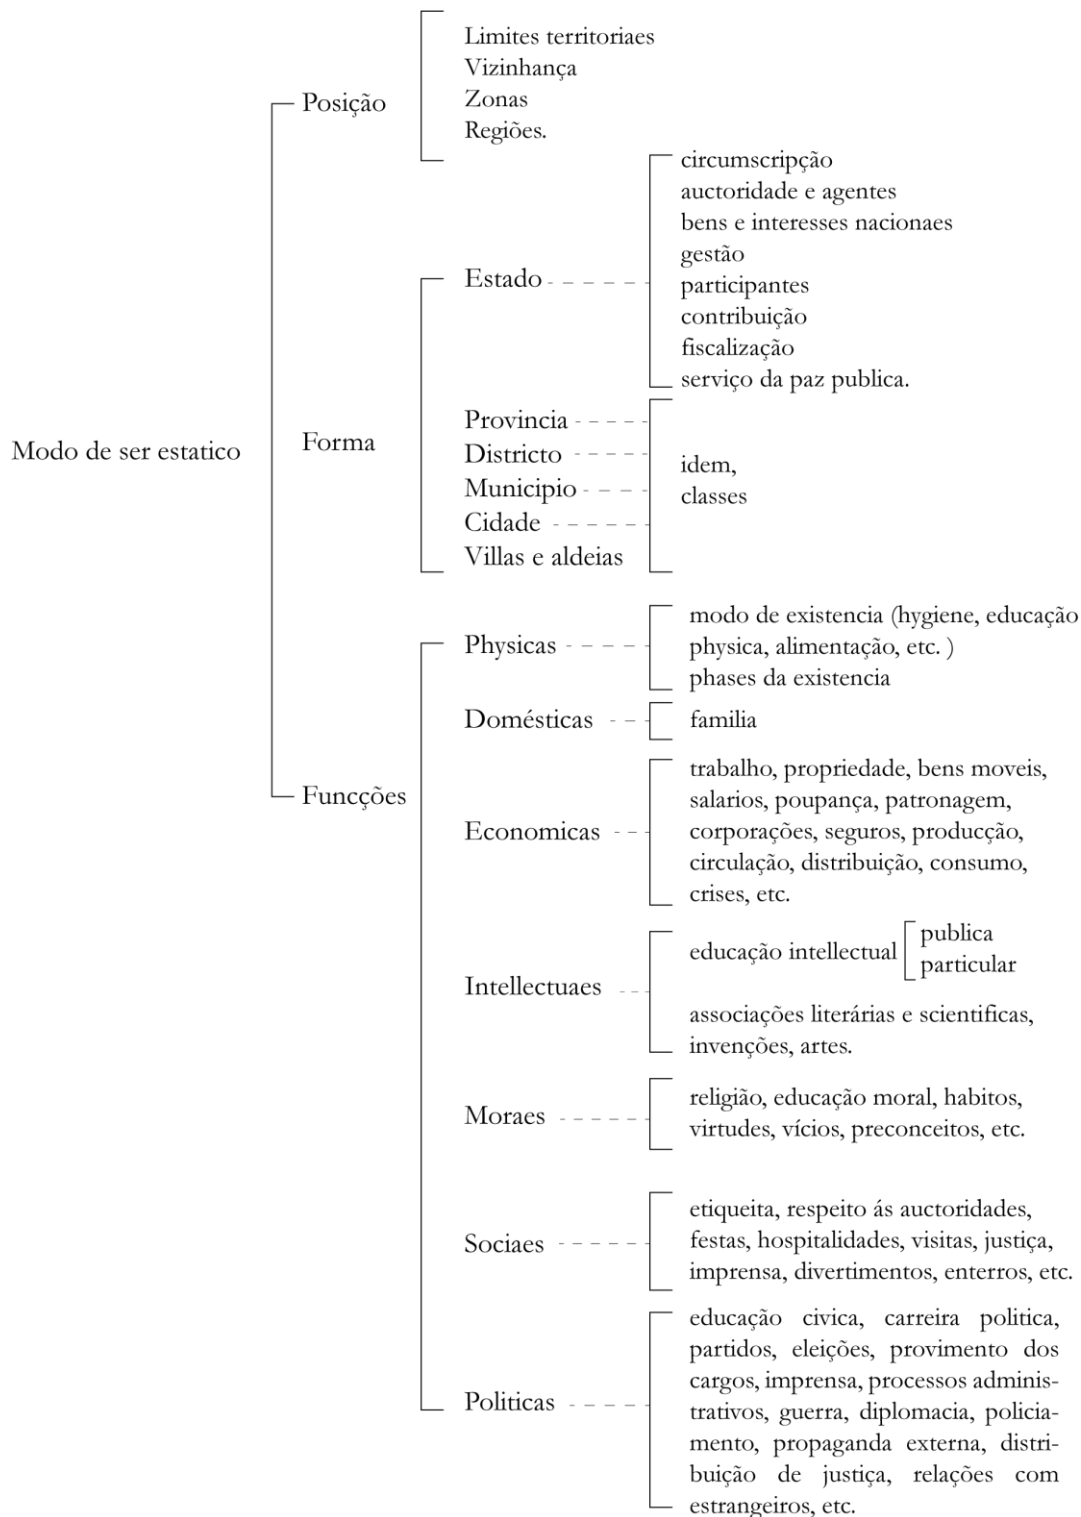 Modo de ser estatico
Posição
Limites territoriaes
Vizinhança
Zonas
Regiões.
Forma
Estado
circumscripção
auctoridade e agentes
bens e interesses nacionaes
gestão
participantes
contribuição
fiscalização
serviço da paz publica.
Provincia
Districto
Municipio
Cidade
Villas e aldeias
idem,
classes
Funcções
Physicas
modo de existencia (hygiene, educação
physica, alimentação, etc. )
phases da existencia
Domésticas
familia
Economicas
trabalho, propriedade, bens moveis,
salarios, poupança, patronagem,
corporações, seguros, producção,
circulação, distribuição, consumo,
crises, etc.
Intellectuaes
educação intellectual
publica
particular
associações literárias e scientificas,
invenções, artes.
Moraes
religião, educação moral, habitos,
virtudes, vícios, preconceitos, etc.
Sociaes
etiqueita, respeito ás auctoridades,
festas, hospitalidades, visitas, justiça,
imprensa, divertimentos, enterros, etc.
Politicas
educação civica, carreira politica,
partidos, eleições, provimento dos
cargos, imprensa, processos adminis-
trativos, guerra, diplomacia, policia-
mento, propaganda externa, distri-
buição de justiça, relações com
estrangeiros, etc.